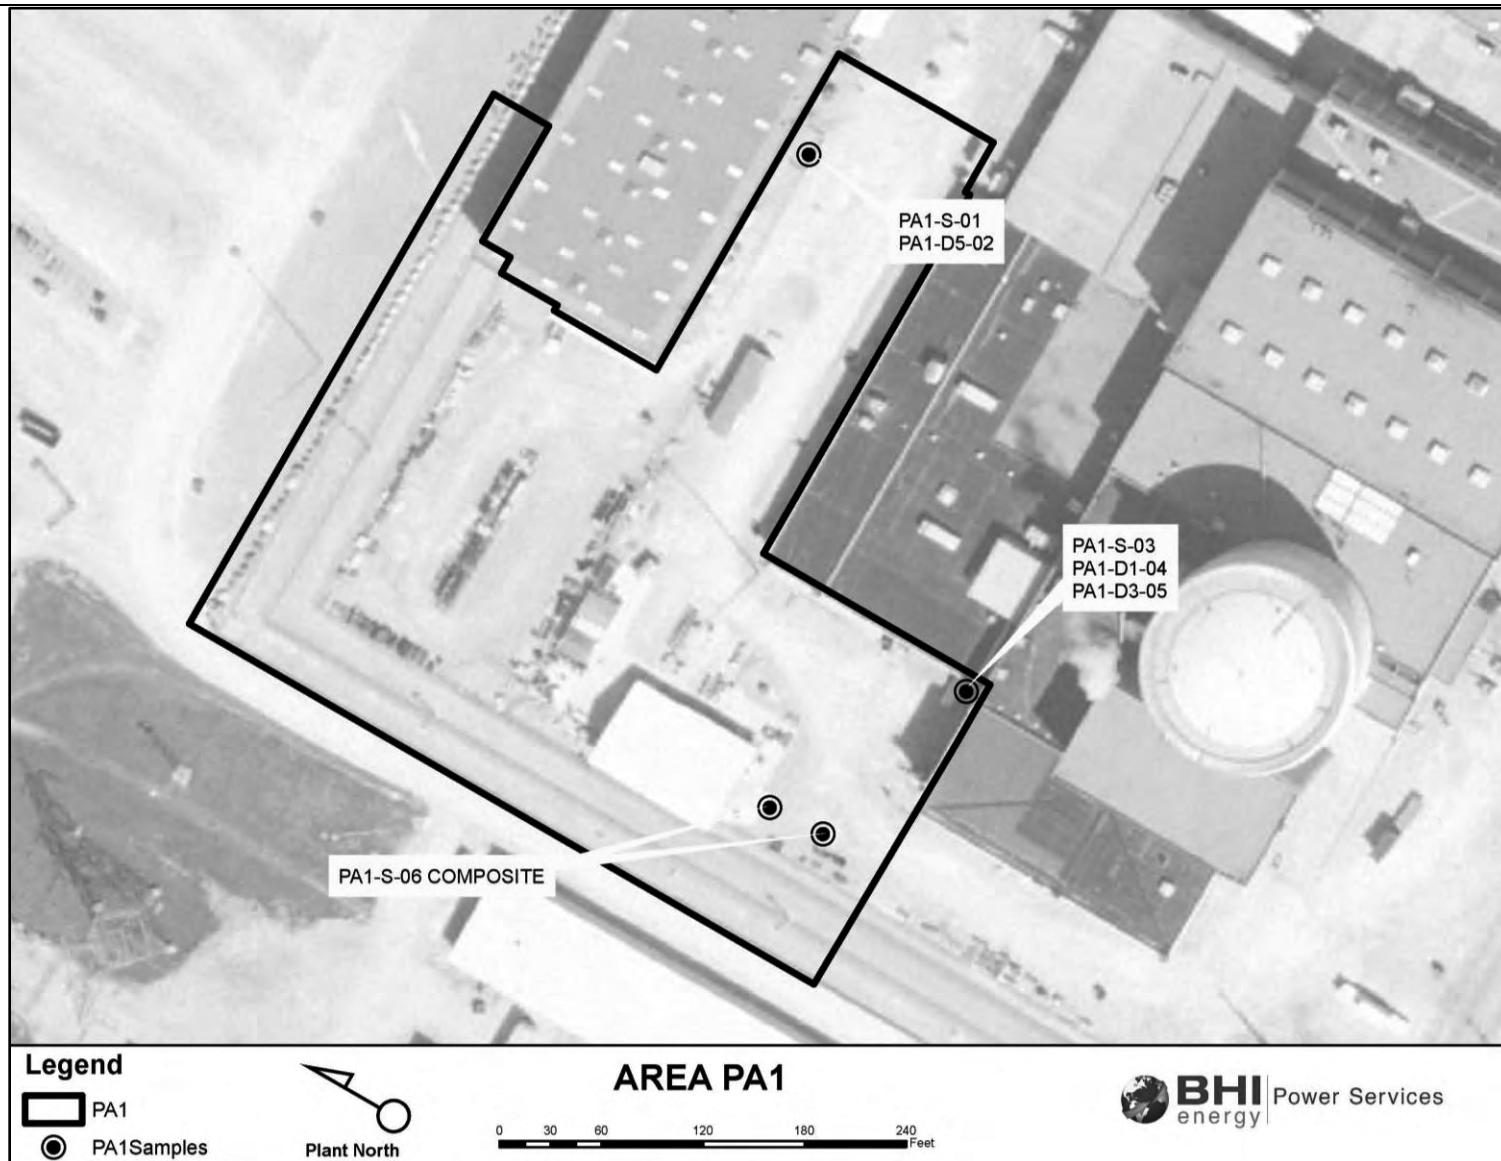 PA1-S-01
PA1-D5-02
PA1-S-03
PA1-D1-04
PA1-D3-05
PA1-S-06 COMPOSITE
Legend
PA1
PA1Samples
Plant North
AREA PA1
0 30 60 120 180 240
Feet
BHI
energy
Power Services